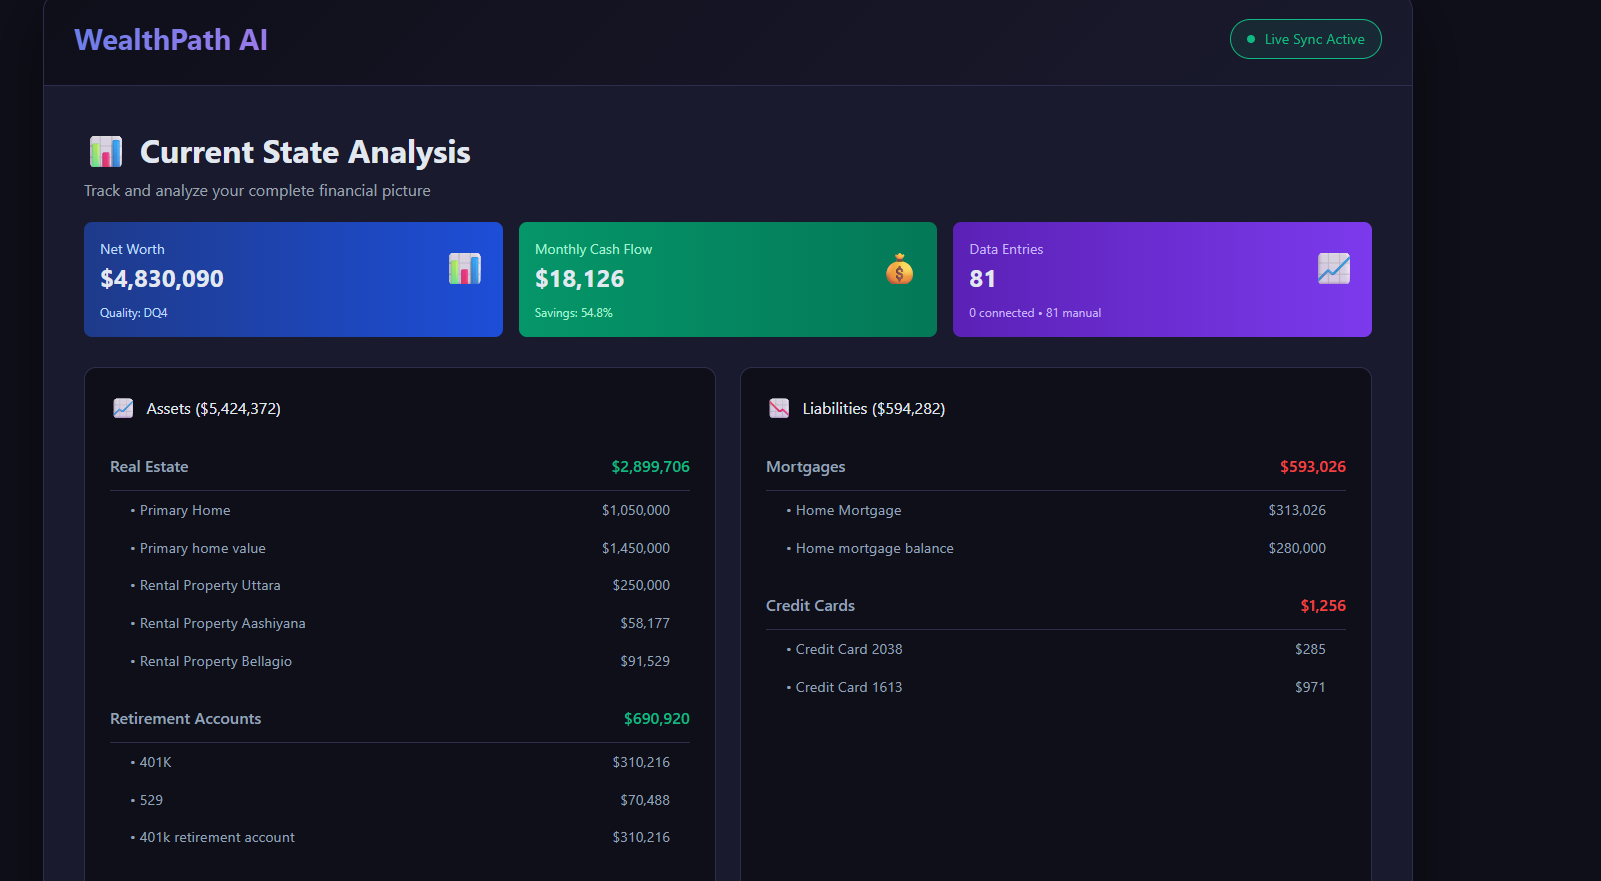 WealthPath AI
Live Sync Active
Current State Analysis
Track and analyze your complete financial picture
Net Worth
$4,830,090
Quality: DQ4
Monthly Cash Flow
$18,126
Savings: 54.8%
Data Entries
81
0 connected • 81 manual
Assets ($5,424,372)
Real Estate $2,899,706
• Primary Home $1,050,000
• Primary home value $1,450,000
• Rental Property Uttara $250,000
• Rental Property Aashiyana $58,177
• Rental Property Bellagio $91,529
Retirement Accounts $690,920
• 401K $310,216
• 529 $70,488
• 401k retirement account $310,216
Liabilities ($594,282)
Mortgages $593,026
• Home Mortgage $313,026
• Home mortgage balance $280,000
Credit Cards $1,256
• Credit Card 2038 $285
• Credit Card 1613 $971